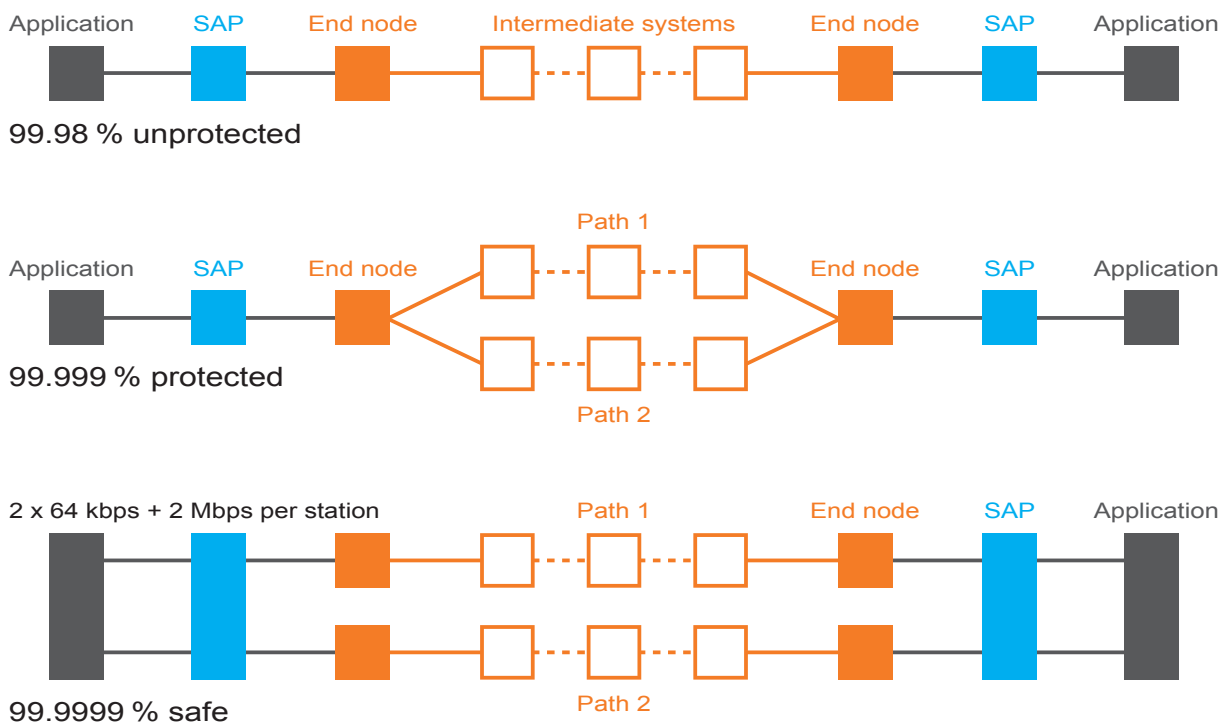 Application SAP End node Intermediate systems End node SAP Application
99.98 % unprotected
Path 1
Application SAP End node End node SAP Application
99.999 % protected
Path 2
2 x 64 kbps + 2 Mbps per station Path 1 End node SAP Application
99.9999 % safe
Path 2